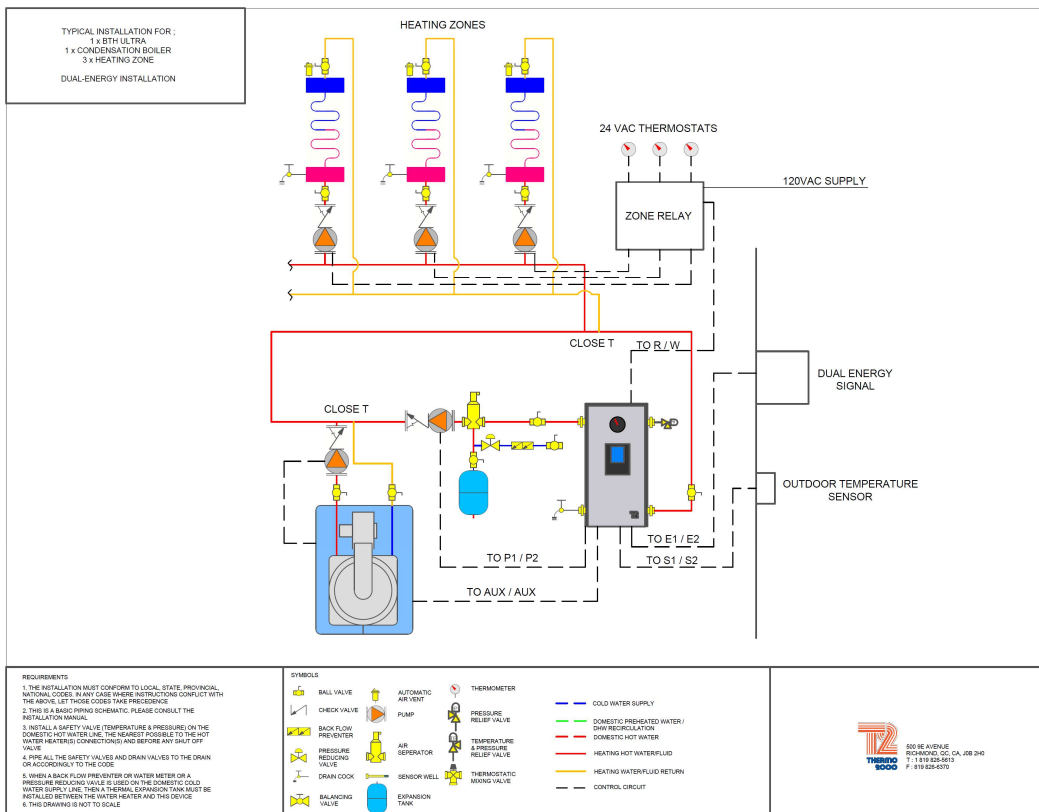 TYPICAL INSTALLATION FOR ;
1 x BTH ULTRA
1 x CONDENSATION BOILER
3 x HEATING ZONE
DUAL-ENERGY INSTALLATION
HEATING ZONES
24 VAC THERMOSTATS
120VAC SUPPLY
ZONE RELAY
CLOSE T
TO R / W
DUAL ENERGY
SIGNAL
CLOSE T
OUTDOOR TEMPERATURE
SENSOR
TO E1 / E2
TO P1 / P2
TO S1 / S2
TO AUX / AUX
REQUIREMENTS
1. THE INSTALLATION MUST CONFORM TO LOCAL, STATE, PROVINCIAL,
NATIONAL CODES. IN ANY CASE WHERE INSTRUCTIONS CONFLICT WITH
THE ABOVE, LET THOSE CODES TAKE PRECEDENCE
2. THIS IS A BASIC PIPING SCHEMATIC. PLEASE CONSULT THE
INSTALLATION MANUAL
3. INSTALL A SAFETY VALVE (TEMPERATURE & PRESSURE) ON THE
DOMESTIC HOT WATER LINE, THE NEAREST POSSIBLE TO THE HOT
WATER HEATER(S) CONNECTION(S) AND BEFORE ANY SHUT OFF
VALVE
4. PIPE ALL THE SAFETY VALVES AND DRAIN VALVES TO THE DRAIN
OR ACCORDINGLY TO THE CODE
5. WHEN A BACK FLOW PREVENTER OR WATER METER OR A
PRESSURE REDUCING VAVLE IS USED ON THE DOMESTIC COLD
WATER SUPPLY LINE, THEN A THERMAL EXPANSION TANK MUST BE
INSTALLED BETWEEN THE WATER HEATER AND THIS DEVICE
6. THIS DRAWING IS NOT TO SCALE
SYMBOLS
BALL VALVE
CHECK VALVE
BACK FLOW
PREVENTER
PRESSURE
REDUCING
VALVE
DRAIN COCK
BALANCING
VALVE
AUTOMATIC
AIR VENT
PUMP
AIR
SEPERATOR
SENSOR WELL
EXPANSION
TANK
THERMOMETER
PRESSURE
RELIEF VALVE
TEMPERATURE
& PRESSURE
RELIEF VALVE
THERMOSTATIC
MIXING VALVE
COLD WATER SUPPLY
DOMESTIC PREHEATED WATER /
DHW RECIRCULATION
DOMESTIC HOT WATER
HEATING HOT WATER/FLUID
HEATING WATER/FLUID RETURN
CONTROL CIRCUIT
T2
THERMO
2000
500 9E AVENUE
RICHMOND, QC, CA, J0B 2H0
T : 1 819 826-5613
F : 819 826-6370